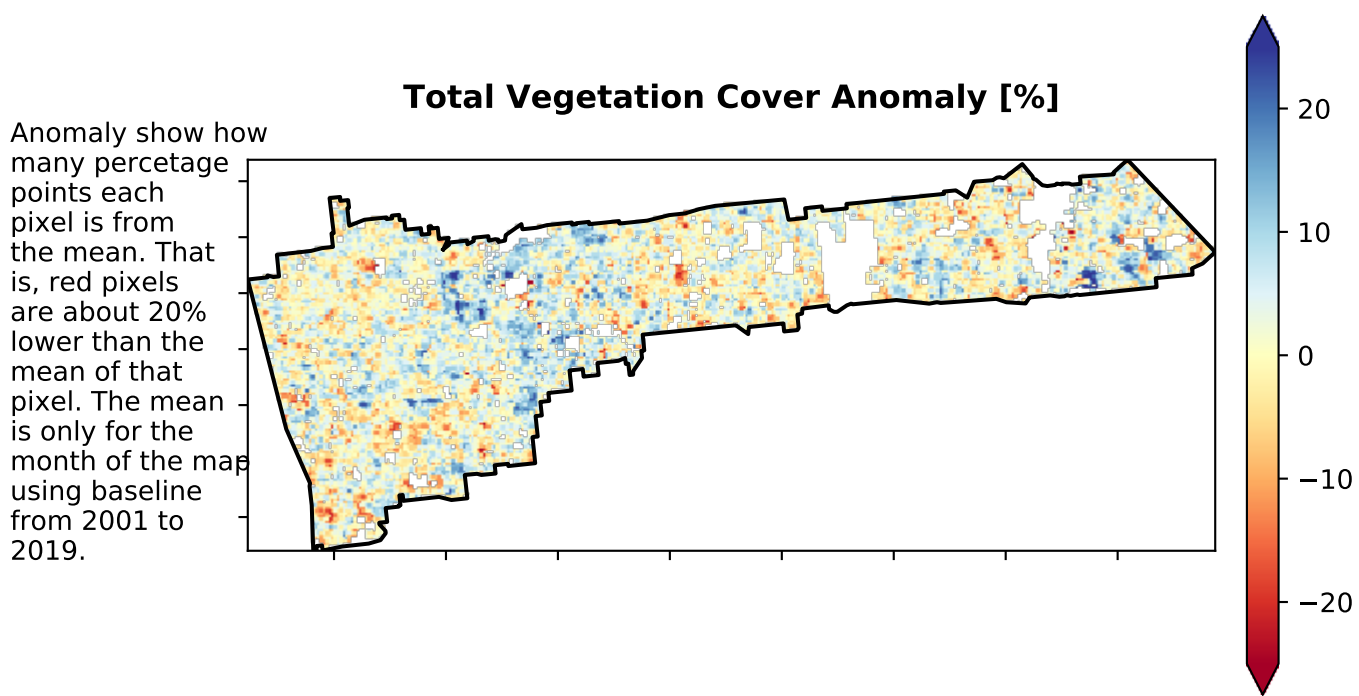 Total Vegetation Cover Anomaly [%]
Anomaly show how
many percetage
points each
pixel is from
the mean. That
is, red pixels
are about 20%
lower than the
mean of that
pixel. The mean
is only for the
month of the map
using baseline
from 2001 to
2019.
20
10
0
−10
−20